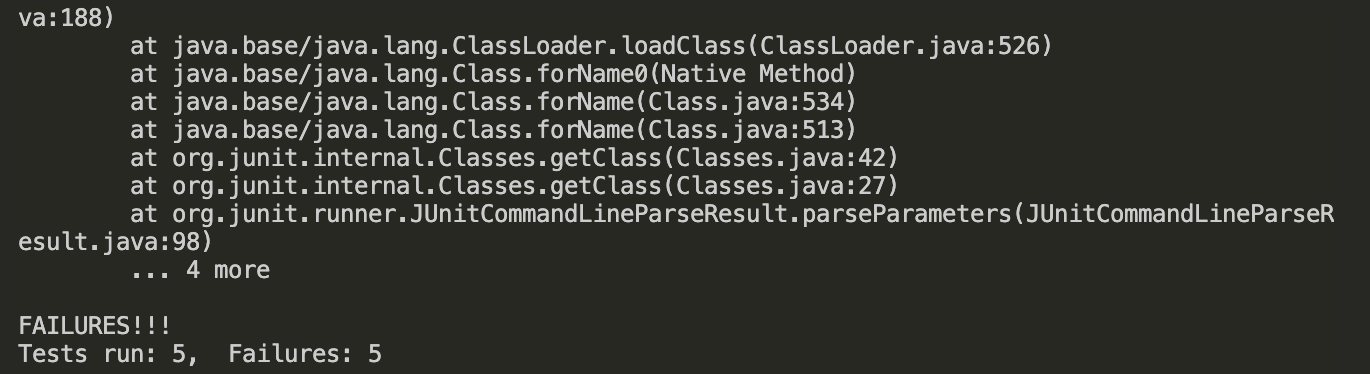 va:188)
at java.base/java.lang.ClassLoader.loadClass(ClassLoader.java:526)
at java.base/java.lang.Class.forName0(Native Method)
at java.base/java.lang.Class.forName(Class.java:534)
at java.base/java.lang.Class.forName(Class.java:513)
at org.junit.internal.Classes.getClass(Classes.java:42)
at org.junit.internal.Classes.getClass(Classes.java:27)
at org.junit.runner.JUnitCommandLineParseResult.parseParameters(JUnitCommandLineParseR
esult.java:98)
... 4 more
FAILURES!!!
Tests run: 5,  Failures: 5